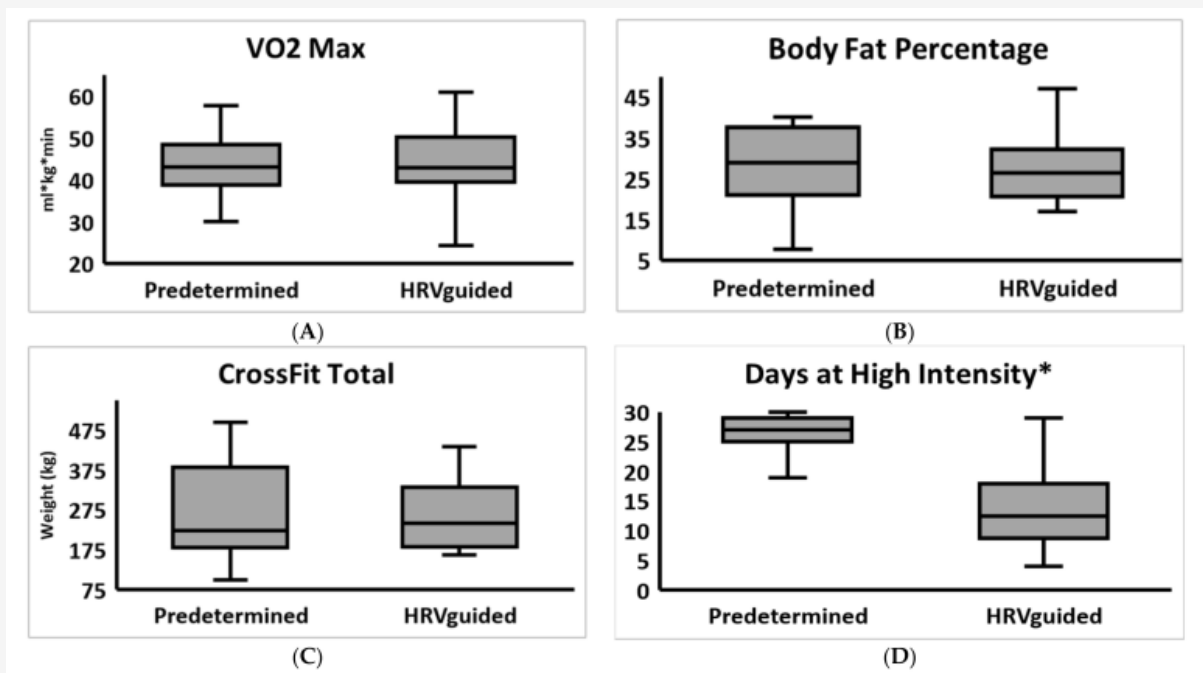 VO2 Max
60
50
40
30
20
ml*kg*min
Predetermined HRVguided
(A)
Body Fat Percentage
45
35
25
15
5
Predetermined HRVguided
(B)
CrossFit Total
475
375
275
175
75
Weight (kg)
Predetermined HRVguided
(C)
Days at High Intensity*
30
25
20
15
10
5
0
Predetermined HRVguided
(D)